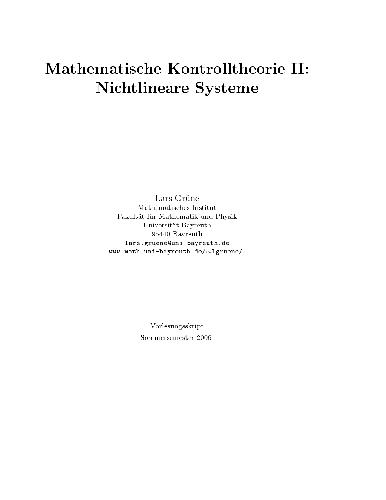 Mathematische Kontrolltheorie II:
Nichtlineare Systeme
Lars Grüne
Mathematisches Institut
Fakultät für Mathematik und Physik
Universität Bayreuth
95440 Bayreuth
lars.gruene@uni-bayreuth.de
www.math.uni-bayreuth.de/~lgruene/
Vorlesungsskript
Sommersemester 2006